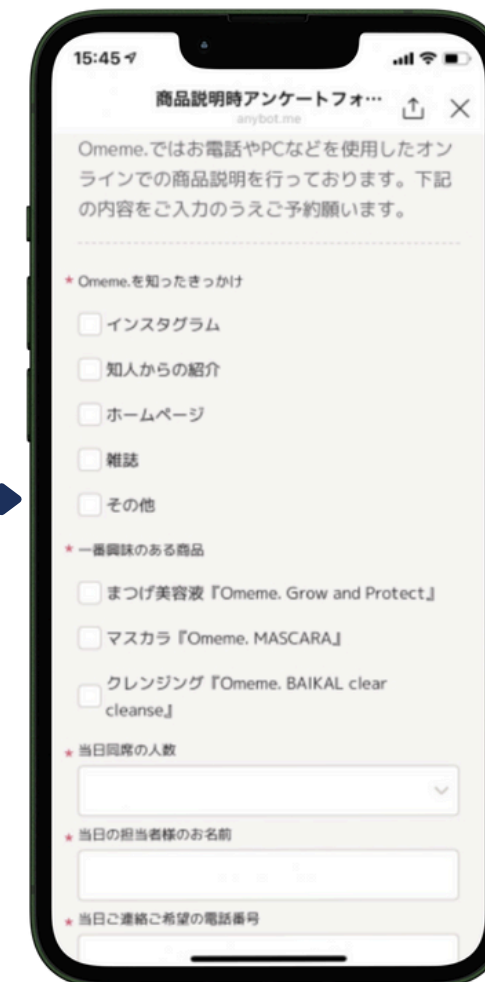 15:45
商品説明時アンケートフォ…
anybot.me
Omeme.ではお電話やPCなどを使用したオン
ラインでの商品説明を行っております。下記
の内容をご入力のうえご予約願います。
* Omeme.を知ったきっかけ
インスタグラム
知人からの紹介
ホームページ
雑誌
その他
* 一番興味のある商品
まつげ美容液『Omeme. Grow and Protect』
マスカラ『Omeme. MASCARA』
クレンジング『Omeme. BAIKAL clear
cleanse』
* 当日同席の人数
* 当日の担当者様のお名前
* 当日ご連絡ご希望の電話番号